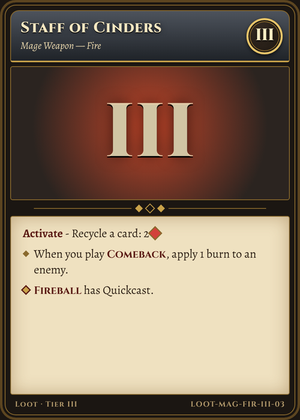 Staff of Cinders
Mage Weapon — Fire
III
III
Activate - Recycle a card: 2
When you play Comeback, apply 1 burn to an
enemy.
Fireball has Quickcast.
Loot · Tier III
LOOT-MAG-FIR-III-03